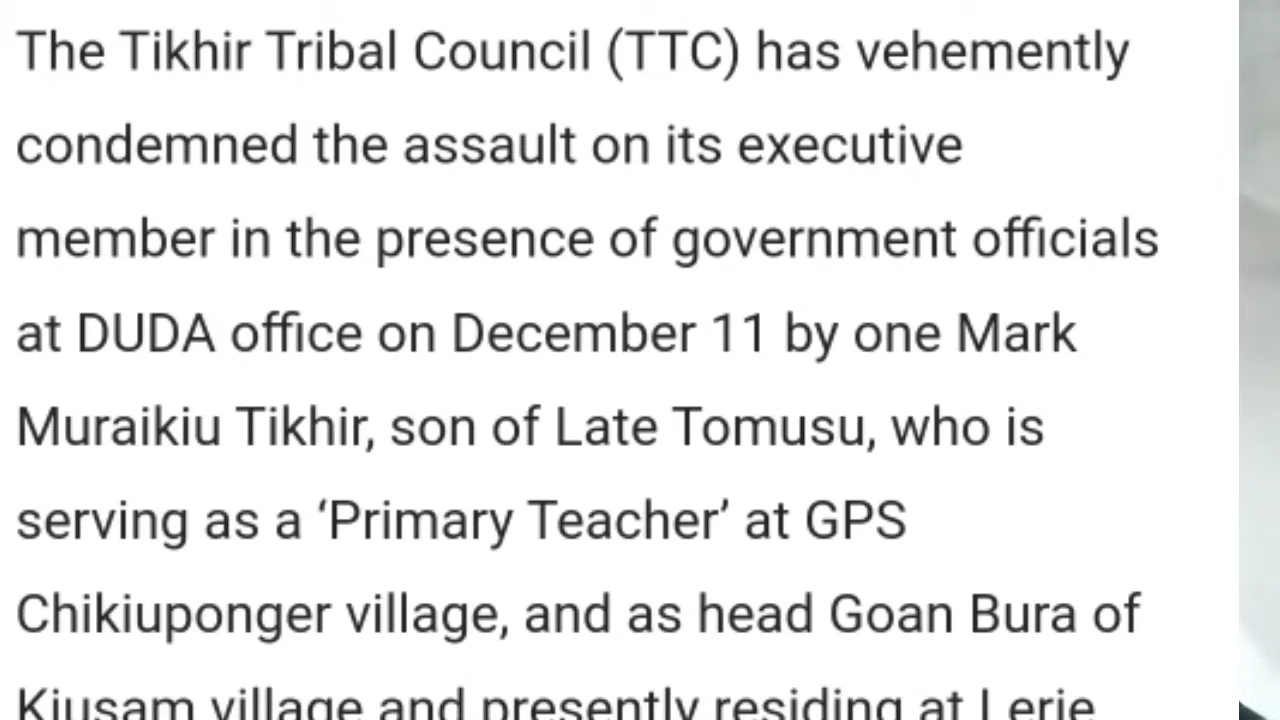 The Tikhir Tribal Council (TTC) has vehemently
condemned the assault on its executive
member in the presence of government officials
at DUDA office on December 11 by one Mark
Muraikiu Tikhir, son of Late Tomusu, who is
serving as a ‘Primary Teacher’ at GPS
Chikiuponger village, and as head Goan Bura of
Kiusam village and presently residing at Lerie